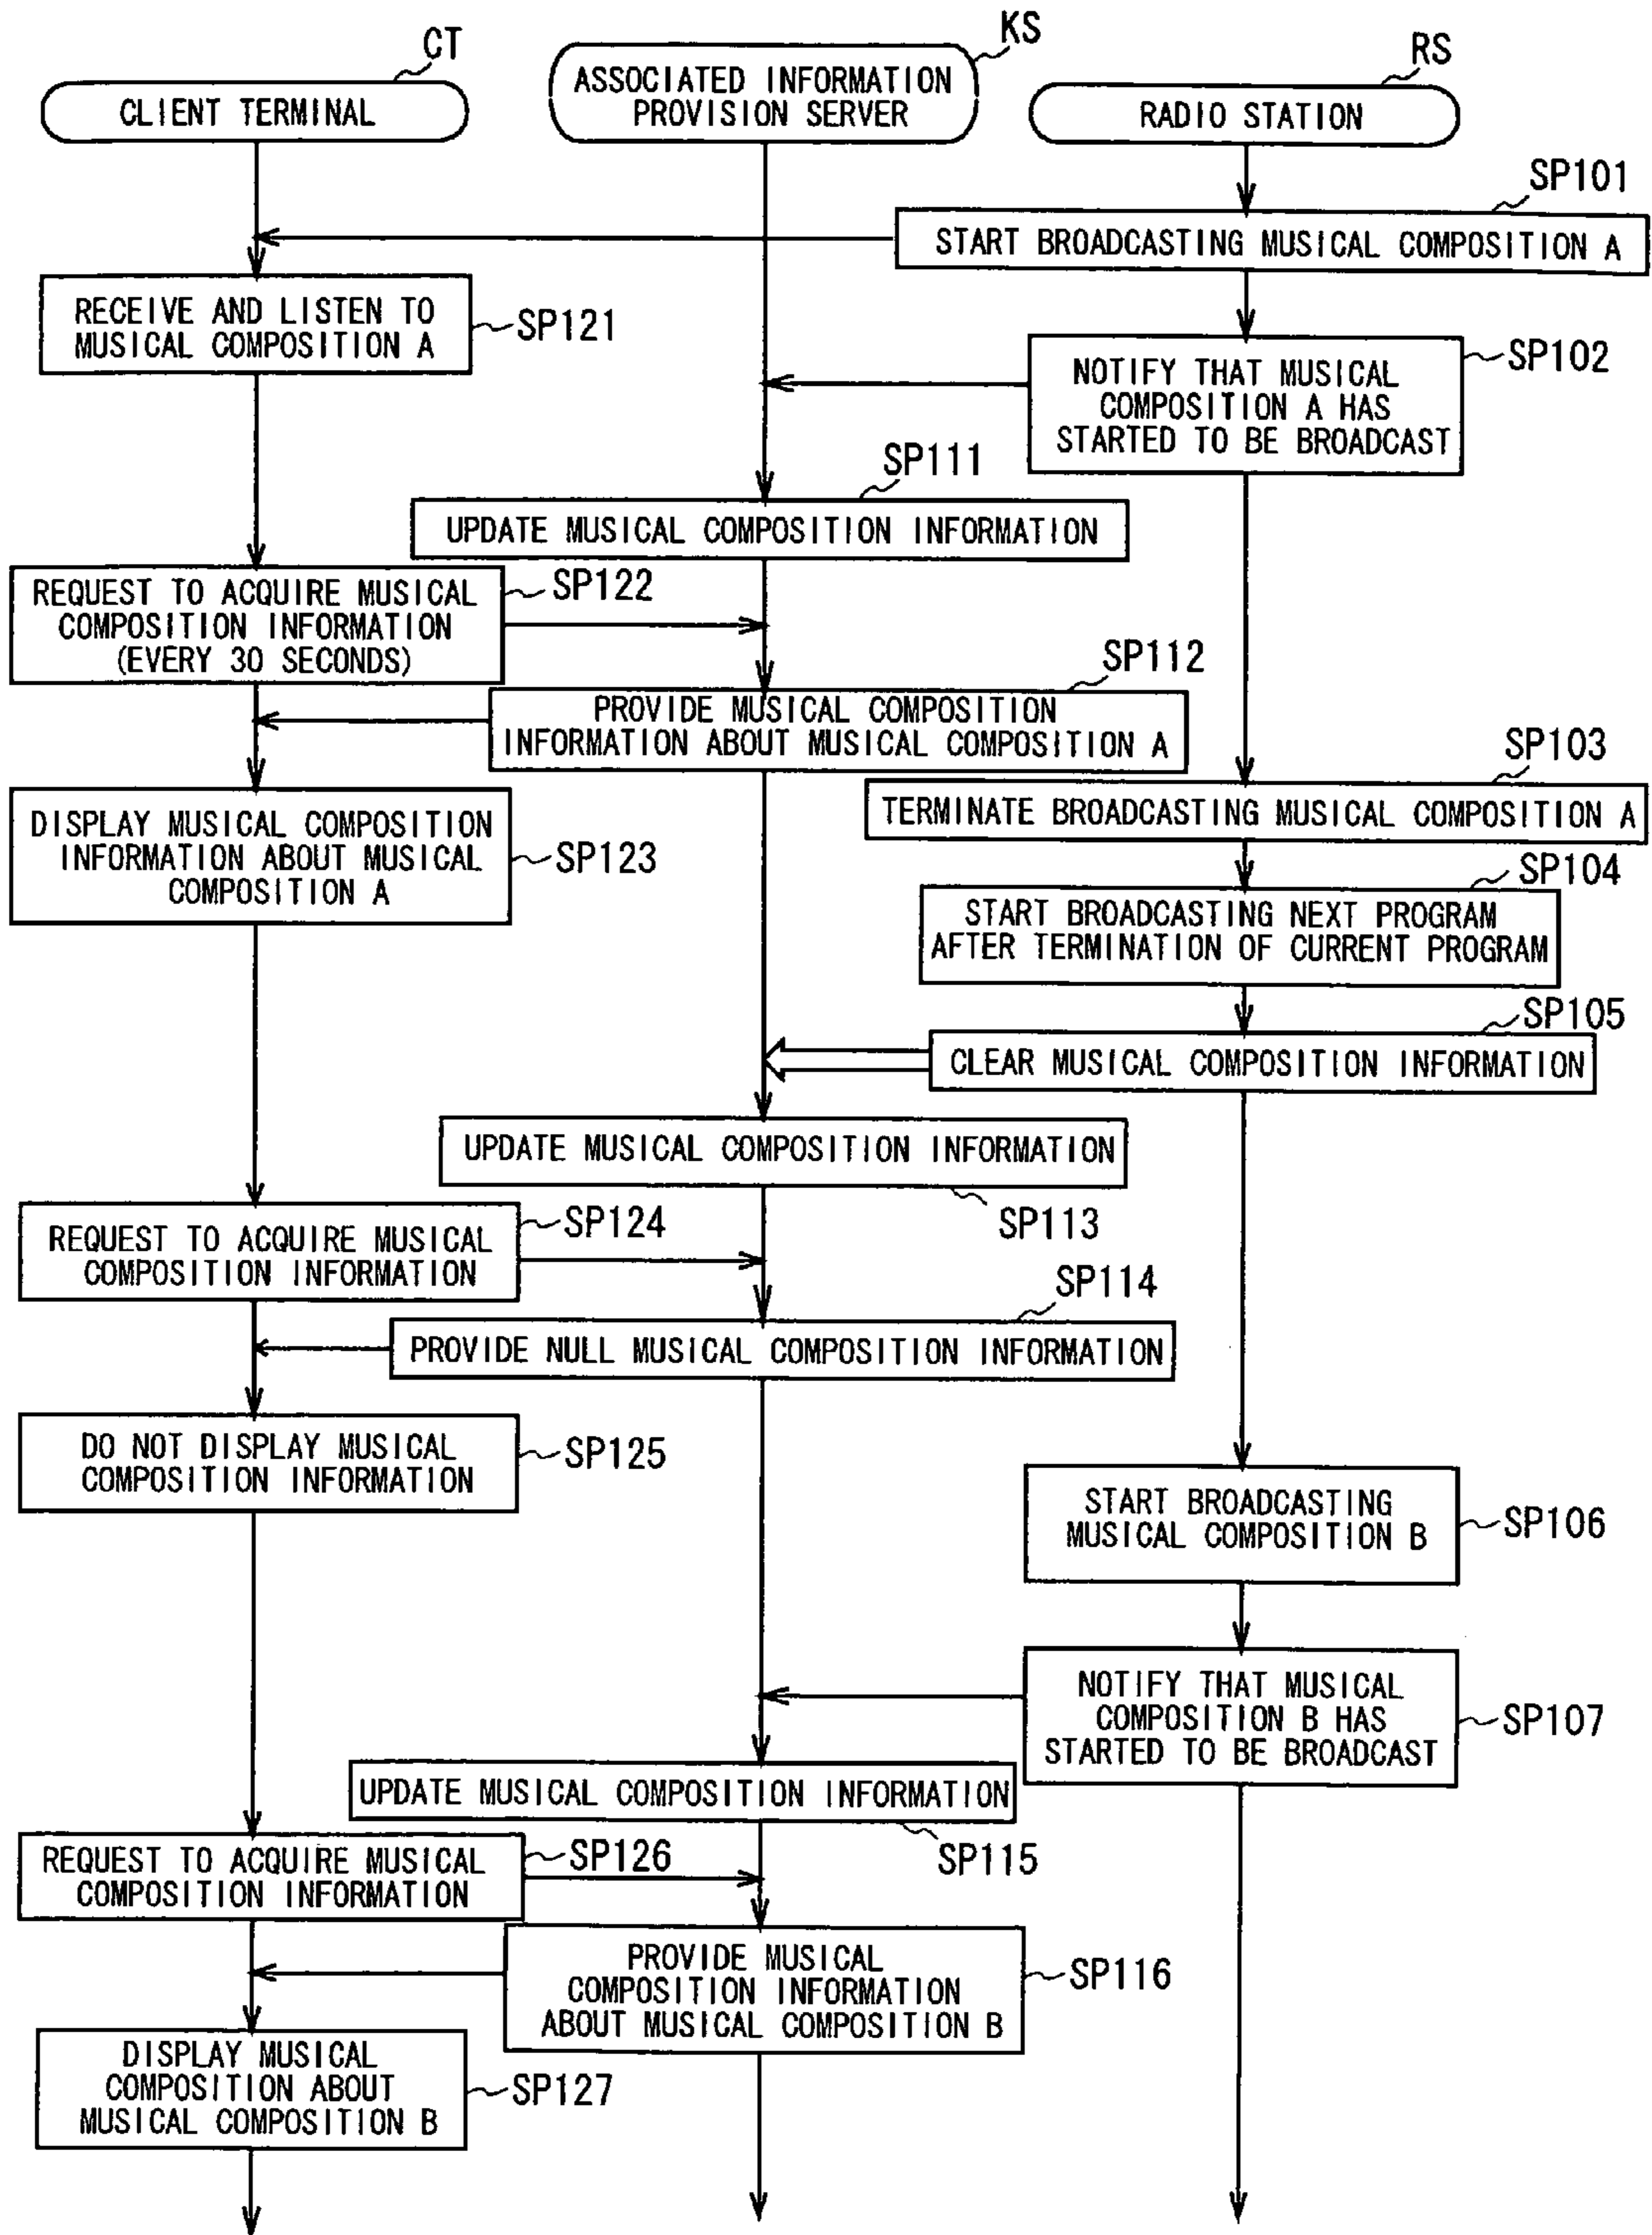 CT
CLIENT TERMINAL
KS
ASSOCIATED INFORMATION
PROVISION SERVER
RS
RADIO STATION
SP101
START BROADCASTING MUSICAL COMPOSITION A
RECEIVE AND LISTEN TO
MUSICAL COMPOSITION A
SP121
NOTIFY THAT MUSICAL
COMPOSITION A HAS
STARTED TO BE BROADCAST
SP102
SP111
UPDATE MUSICAL COMPOSITION INFORMATION
REQUEST TO ACQUIRE MUSICAL
COMPOSITION INFORMATION
(EVERY 30 SECONDS)
SP122
SP112
PROVIDE MUSICAL COMPOSITION
INFORMATION ABOUT MUSICAL COMPOSITION A
SP103
TERMINATE BROADCASTING MUSICAL COMPOSITION A
DISPLAY MUSICAL COMPOSITION
INFORMATION ABOUT MUSICAL
COMPOSITION A
SP123
SP104
START BROADCASTING NEXT PROGRAM
AFTER TERMINATION OF CURRENT PROGRAM
SP105
CLEAR MUSICAL COMPOSITION INFORMATION
UPDATE MUSICAL COMPOSITION INFORMATION
SP113
REQUEST TO ACQUIRE MUSICAL
COMPOSITION INFORMATION
SP124
SP114
PROVIDE NULL MUSICAL COMPOSITION INFORMATION
DO NOT DISPLAY MUSICAL
COMPOSITION INFORMATION
SP125
START BROADCASTING
MUSICAL COMPOSITION B
SP106
NOTIFY THAT MUSICAL
COMPOSITION B HAS
STARTED TO BE BROADCAST
SP107
UPDATE MUSICAL COMPOSITION INFORMATION
SP115
REQUEST TO ACQUIRE MUSICAL
COMPOSITION INFORMATION
SP126
PROVIDE MUSICAL
COMPOSITION INFORMATION
ABOUT MUSICAL COMPOSITION B
SP116
DISPLAY MUSICAL
COMPOSITION ABOUT
MUSICAL COMPOSITION B
SP127